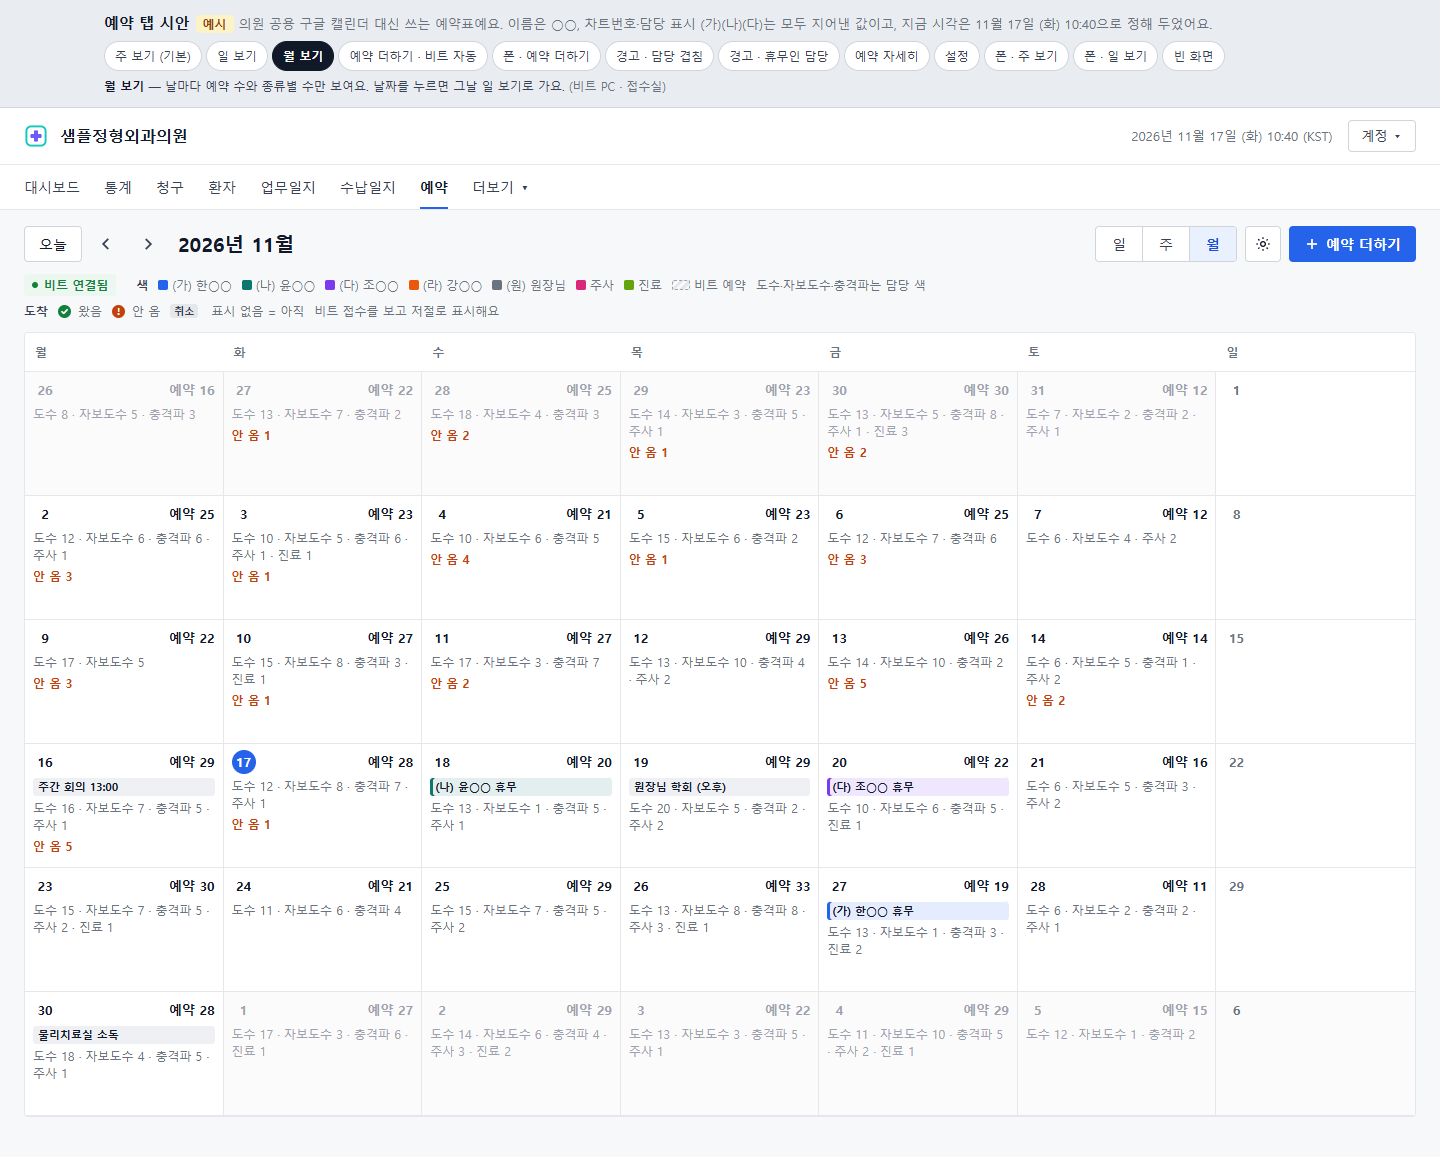 예약 탭 시안 예시 의원 공용 구글 캘린더 대신 쓰는 예약표예요. 이름은 ○○, 차트번호·담당 표시 (가)(나)(다)는 모두 지어낸 값이고, 지금 시각은 11월 17일 (화) 10:40으로 정해 두었어요.
주 보기 (기본) 일 보기 월 보기 예약 더하기 · 비트 자동 폰 · 예약 더하기 경고 · 담당 겹침 경고 · 휴무인 담당 예약 자세히 설정 폰 · 주 보기 폰 · 일 보기 빈 화면
월 보기 — 날마다 예약 수와 종류별 수만 보여요. 날짜를 누르면 그날 일 보기로 가요. (비트 PC · 접수실)
샘플정형외과의원 2026년 11월 17일 (화) 10:40 (KST) 계정 ▾
대시보드 통계 청구 환자 업무일지 수납일지 예약 더보기 ▾
오늘 ‹ › 2026년 11월 일 주 월 + 예약 더하기
● 비트 연결됨 색 (가) 한○○ (나) 윤○○ (다) 조○○ (라) 강○○ (원) 원장님 주사 진료 비트 예약 도수·자보도수·충격파는 담당 색
도착 왔음 안 옴 취소 표시 없음 = 아직 비트 접수를 보고 저절로 표시해요
월 화 수 목 금 토 일
26 예약 16 27 예약 22 28 예약 25 29 예약 23 30 예약 30 31 예약 12 1
도수 8 · 자보도수 5 · 충격파 3 도수 13 · 자보도수 7 · 충격파 2 도수 18 · 자보도수 4 · 충격파 3 도수 14 · 자보도수 3 · 충격파 5 · 도수 13 · 자보도수 5 · 충격파 8 · 도수 7 · 자보도수 2 · 충격파 2 ·
주사 1 주사 1 · 진료 3 주사 1
안 옴 1 안 옴 2 안 옴 1 안 옴 2
2 예약 25 3 예약 23 4 예약 21 5 예약 23 6 예약 25 7 예약 12 8
도수 12 · 자보도수 6 · 충격파 6 · 도수 10 · 자보도수 5 · 충격파 6 · 도수 10 · 자보도수 6 · 충격파 5 도수 15 · 자보도수 6 · 충격파 2 도수 12 · 자보도수 7 · 충격파 6 도수 6 · 자보도수 4 · 주사 2
주사 1 주사 1 · 진료 1
안 옴 3 안 옴 1 안 옴 4 안 옴 1 안 옴 3
9 예약 22 10 예약 27 11 예약 27 12 예약 29 13 예약 26 14 예약 14 15
도수 17 · 자보도수 5 도수 15 · 자보도수 8 · 충격파 3 · 도수 17 · 자보도수 3 · 충격파 7 도수 13 · 자보도수 10 · 충격파 4 도수 14 · 자보도수 10 · 충격파 2 도수 6 · 자보도수 5 · 충격파 1 ·
진료 1 · 주사 2 주사 2
안 옴 3 안 옴 1 안 옴 2 안 옴 5 안 옴 2
16 예약 29 17 예약 28 18 예약 20 19 예약 29 20 예약 22 21 예약 16 22
주간 회의 13:00 도수 12 · 자보도수 8 · 충격파 7 · (나) 윤○○ 휴무 원장님 학회 (오후) (다) 조○○ 휴무 도수 6 · 자보도수 5 · 충격파 3 ·
도수 16 · 자보도수 7 · 충격파 5 · 주사 1 도수 13 · 자보도수 1 · 충격파 5 · 도수 20 · 자보도수 5 · 충격파 2 · 도수 10 · 자보도수 6 · 충격파 5 · 주사 2
주사 1 안 옴 1 주사 1 주사 2 진료 1
안 옴 5
23 예약 30 24 예약 21 25 예약 29 26 예약 33 27 예약 19 28 예약 11 29
도수 15 · 자보도수 7 · 충격파 5 · 도수 11 · 자보도수 6 · 충격파 4 도수 15 · 자보도수 7 · 충격파 5 · 도수 13 · 자보도수 8 · 충격파 8 · (가) 한○○ 휴무 도수 6 · 자보도수 2 · 충격파 2 ·
주사 2 · 진료 1 주사 2 주사 3 · 진료 1 도수 13 · 자보도수 1 · 충격파 3 · 주사 1
진료 2
30 예약 28 1 예약 27 2 예약 29 3 예약 22 4 예약 29 5 예약 15 6
물리치료실 소독 도수 17 · 자보도수 3 · 충격파 6 · 도수 14 · 자보도수 6 · 충격파 4 · 도수 13 · 자보도수 3 · 충격파 5 · 도수 11 · 자보도수 10 · 충격파 5 도수 12 · 자보도수 1 · 충격파 2
도수 18 · 자보도수 4 · 충격파 5 · 진료 1 주사 3 · 진료 2 주사 1 · 주사 2 · 진료 1
주사 1